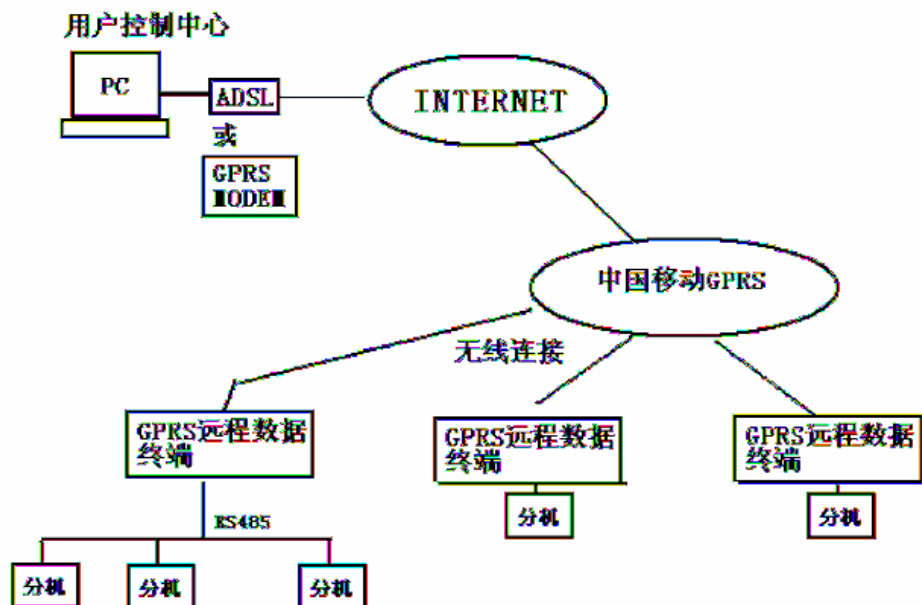 用户控制中心
PC
ADSL
INTERNET
或
GPRS
MODEM
中国移动GPRS
无线连接
GPRS远程数据
终端
GPRS远程数据
终端
GPRS远程数据
终端
RS485
分机
分机
分机
分机
分机